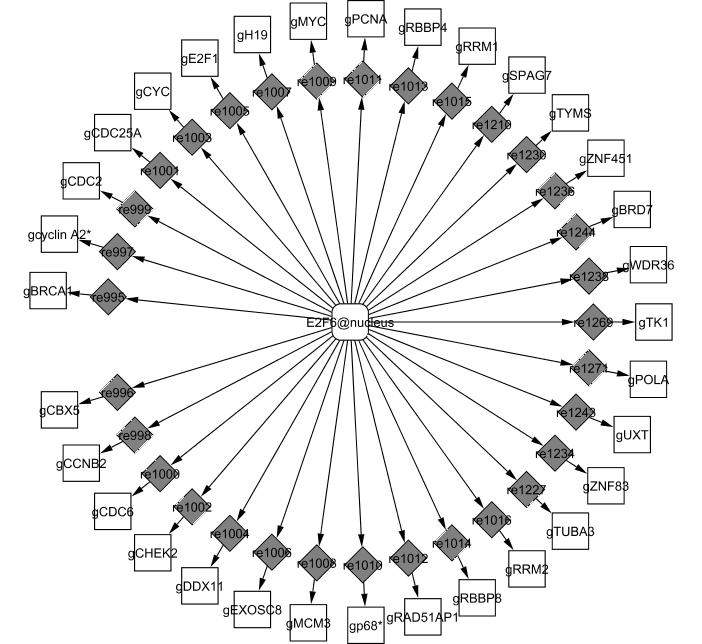 gPCNA
gMYC
gRBBP4
gH19
gRRM1
gE2F1
gSPAG7
re1009
re1011
re1013
gCYC
re1007
re1015
gTYMS
re1005
re1210
gCDC25A
re1003
re1230
gZNF451
re1001
re1236
gCDC2
re999
gBRD7
gcyclin A2*
re997
re1244
gWDR36
gBRCA1
re995
re1238
E2F6@nucleus
re1269
gTK1
re1271
gPOLA
re996
gCBX5
re1242
gUXT
re998
gCCNB2
re1234
re1000
gZNF83
gCDC6
re1227
re1002
re1016
gTUBA3
gCHEK2
re1004
re1014
re1006
re1012
re1008
re1010
gRRM2
gDDX11
gRBBP8
gEXOSC8
gMCM3
gp68*
gRAD51AP1